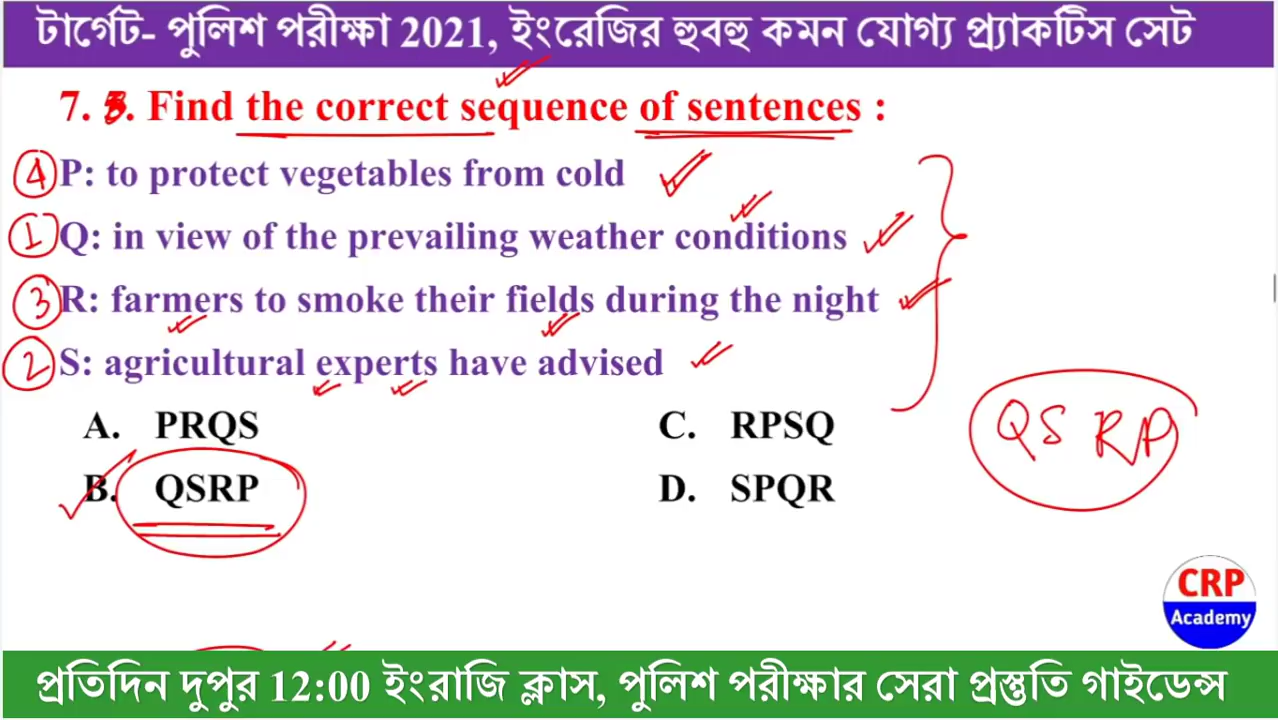 টার্গেট- পুলিশ পরীক্ষা 2021, ইংরেজির হুবহু কমন যোগ্য প্র্যাকটিস সেট
7. . Find the correct sequence of sentences :
4 P: to protect vegetables from cold
1 Q: in view of the prevailing weather conditions
3 R: farmers to smoke their fields during the night
2 S: agricultural experts have advised
A. PRQS C. RPSQ
QSRP
B. QSRP D. SPQR
CRP
Academy
প্রতিদিন দুপুর 12:00 ইংরাজি ক্লাস, পুলিশ পরীক্ষার সেরা প্রস্তুতি গাইডেন্স